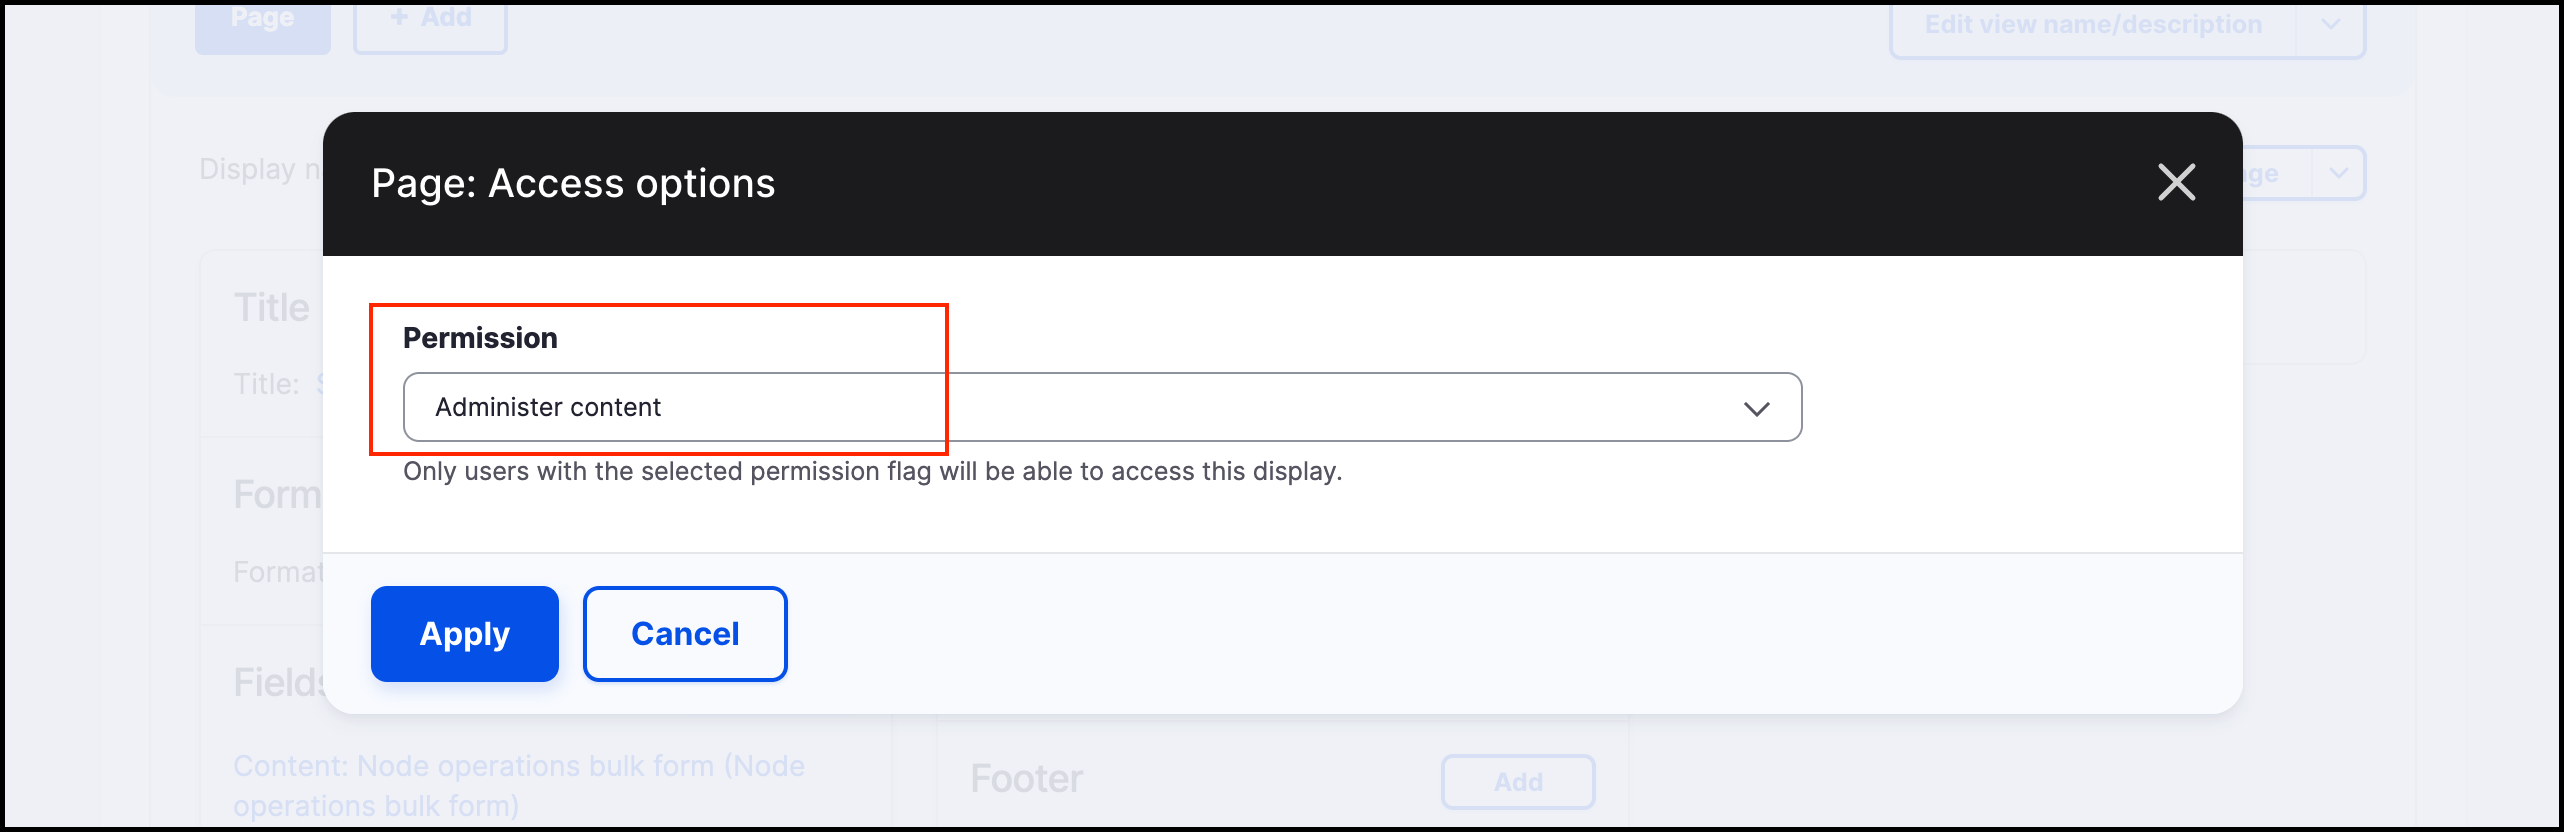 Page
+ Add
Edit view name/description
Page: Access options
Display n
ge
Title
Permission
Title:
Administer content
Only users with the selected permission flag will be able to access this display.
Form
Format
Apply
Cancel
Fields
Content: Node operations bulk form (Node
operations bulk form)
Footer
Add